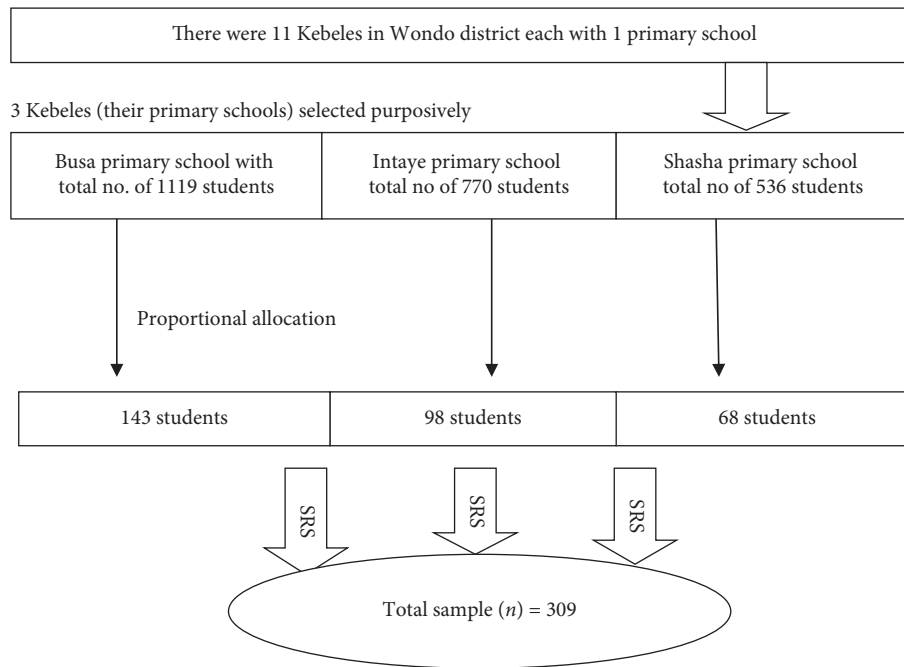 There were 11 Kebeles in Wondo district each with 1 primary school
3 Kebeles (their primary schools) selected purposively
Busa primary school with
total no. of 1119 students
Intaye primary school
total no of 770 students
Shasha primary school
total no of 536 students
Proportional allocation
143 students
98 students
68 students
SRS
SRS
SRS
Total sample (n) = 309